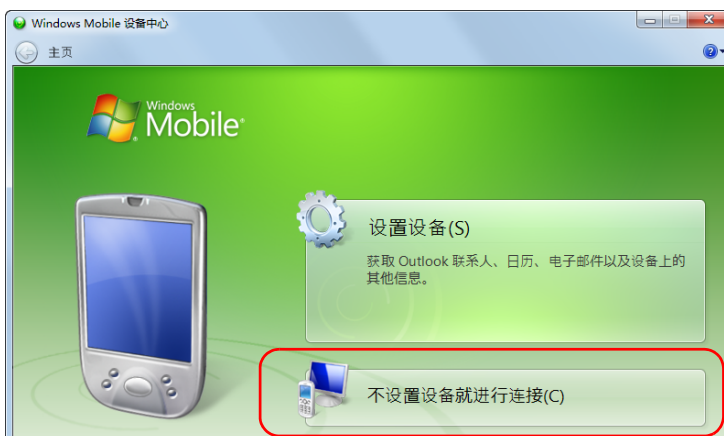 Windows Mobile 设备中心
主页
Windows
Mobile
设置设备(S)
获取 Outlook 联系人、日历、电子邮件以及设备上的
其他信息。
不设置设备就进行连接(C)